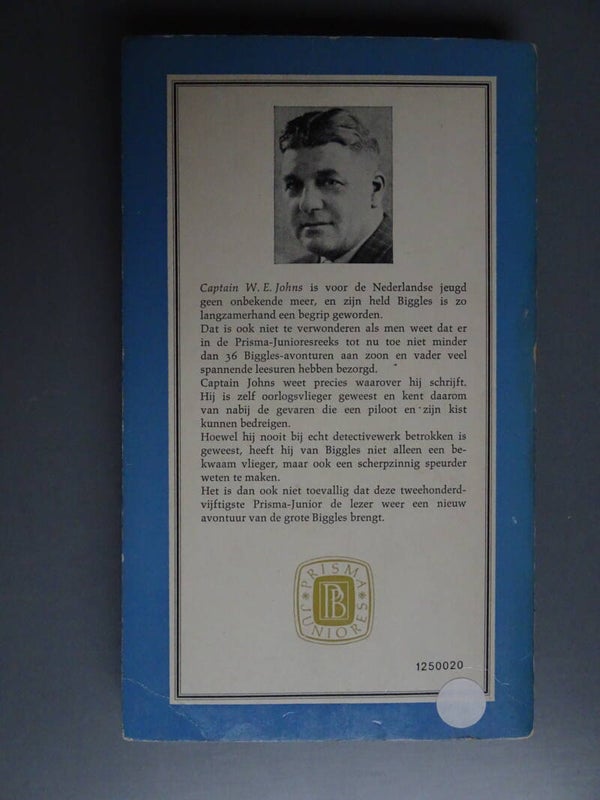 Captain W. E. Johns is voor de Nederlandse jeugd
geen onbekende meer, en zijn held Biggles is zo
langzamerhand een begrip geworden.
Dat is ook niet te verwonderen als men weet dat er
in de Prisma-Junioresreeks tot nu toe niet minder
dan 36 Biggles-avonturen aan zoon en vader veel
spannende leesuren hebben bezorgd.
Captain Johns weet precies waarover hij schrijft.
Hij is zelf oorlogsvlieger geweest en kent daarom
van nabij de gevaren die een piloot en zijn kist
kunnen bedreigen.
Hoewel hij nooit bij echt detectivewerk betrokken is
geweest, heeft hij van Biggles niet alleen een be-
kwaam vlieger, maar ook een scherpzinnig speurder
weten te maken.
Het is dan ook niet toevallig dat deze tweehonderd-
vijftigste Prisma-Junior de lezer weer een nieuw
avontuur van de grote Biggles brengt.
PRISMA
PB
JUNIORES
1250020